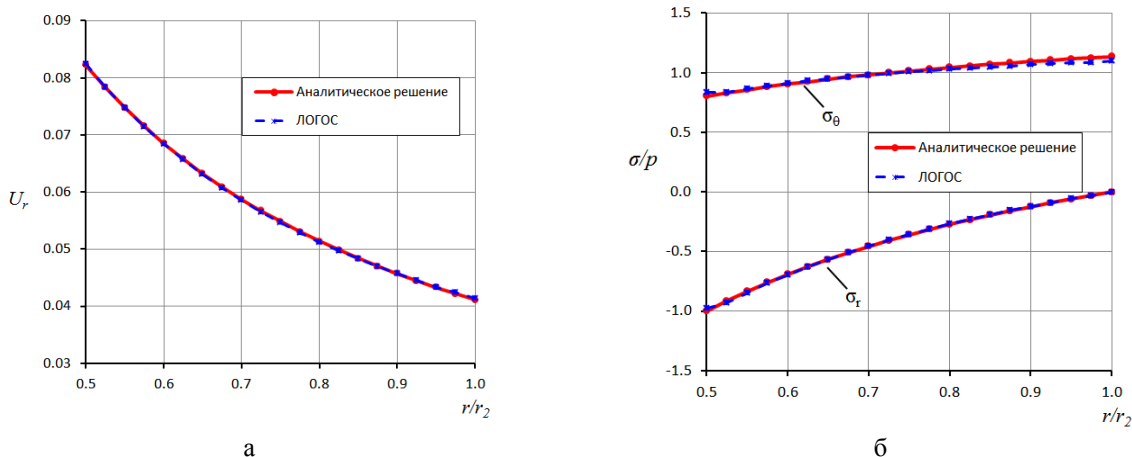 0.09
0.08
0.07
0.06
0.05
0.04
0.03
U_r
Аналитическое решение
ЛОГОС
0.5 0.6 0.7 0.8 0.9 1.0
r/r_2
а
1.5
1.0
0.5
0.0
-0.5
-1.0
-1.5
σ/p
σ_θ
Аналитическое решение
ЛОГОС
σ_r
0.5 0.6 0.7 0.8 0.9 1.0
r/r_2
б